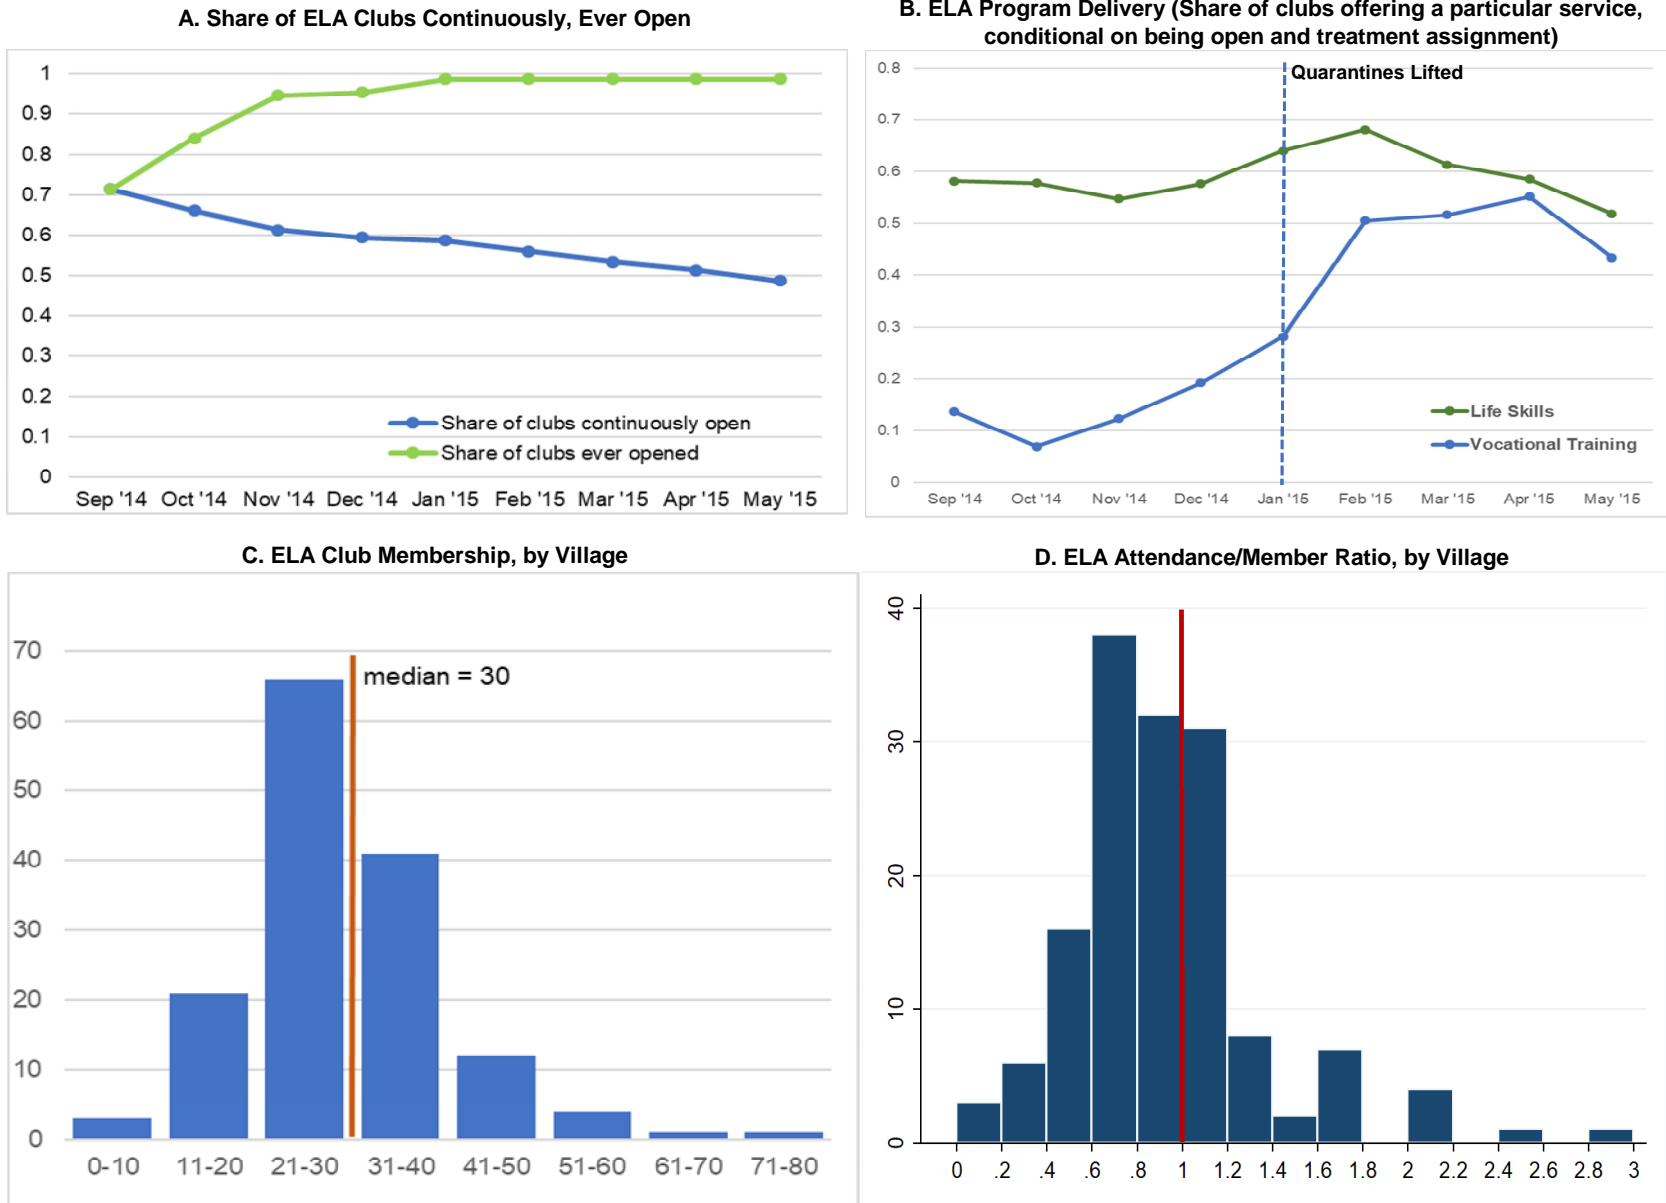 A. Share of ELA Clubs Continuously, Ever Open
1
0.9
0.8
0.7
0.6
0.5
0.4
0.3
0.2
0.1
0
Share of clubs continuously open
Share of clubs ever opened
Sep '14 Oct '14 Nov '14 Dec '14 Jan '15 Feb '15 Mar '15 Apr '15 May '15
B. ELA Program Delivery (Share of clubs offering a particular service,
conditional on being open and treatment assignment)
Quarantines Lifted
0.8
0.7
0.6
0.5
0.4
0.3
0.2
0.1
0
Life Skills
Vocational Training
Sep '14 Oct '14 Nov '14 Dec '14 Jan '15 Feb '15 Mar '15 Apr '15 May '15
C. ELA Club Membership, by Village
median = 30
70
60
50
40
30
20
10
0
0-10 11-20 21-30 31-40 41-50 51-60 61-70 71-80
D. ELA Attendance/Member Ratio, by Village
40
30
20
10
0
0 .2 .4 .6 .8 1 1.2 1.4 1.6 1.8 2 2.2 2.4 2.6 2.8 3